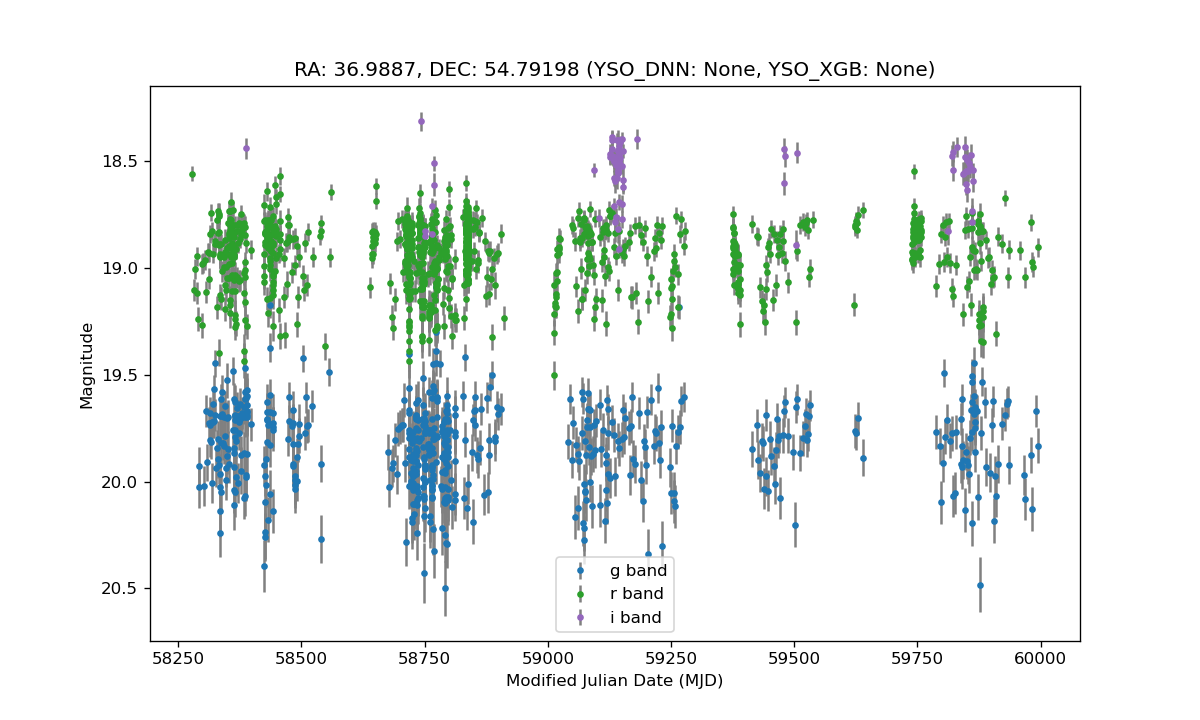 RA: 36.9887, DEC: 54.79198 (YSO_DNN: None, YSO_XGB: None)
18.5
19.0
19.5
20.0
20.5
Magnitude
g band
r band
i band
58250 58500 58750 59000 59250 59500 59750 60000
Modified Julian Date (MJD)